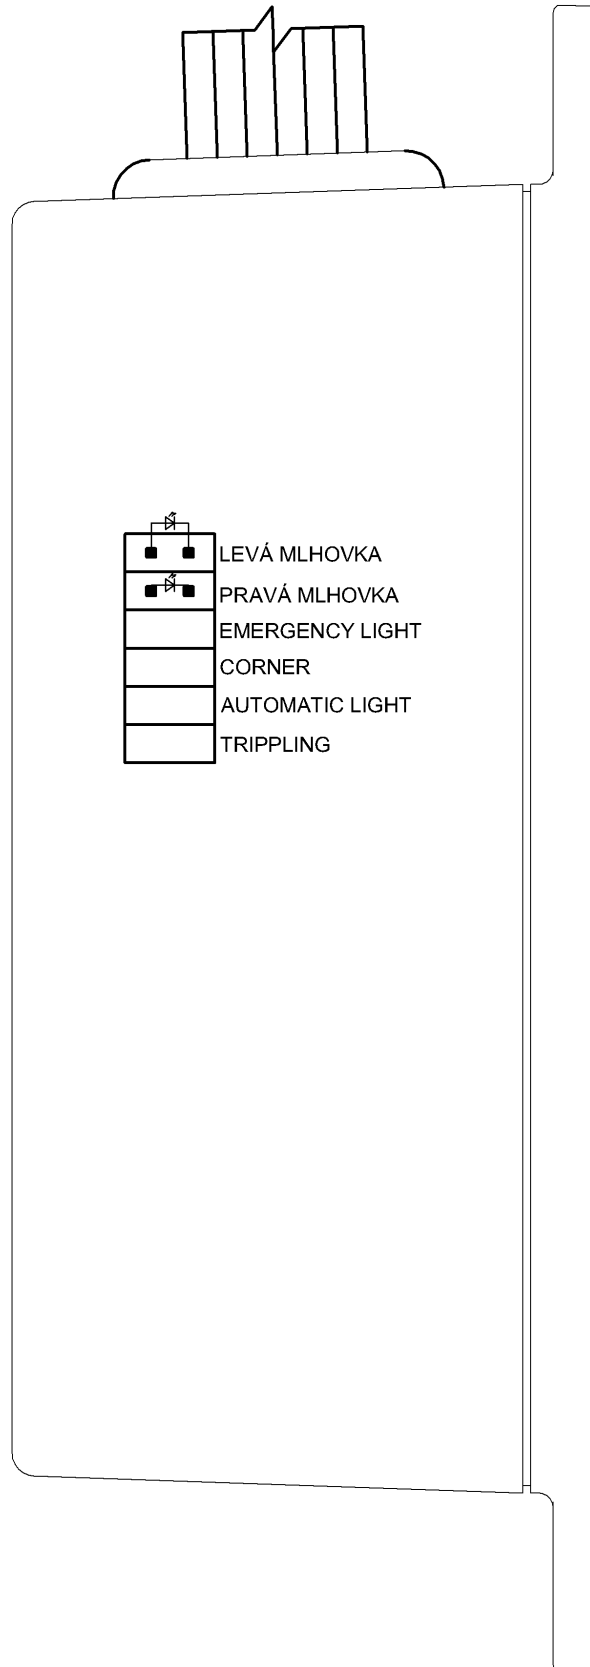 LEVÁ MLHOVKA
PRAVÁ MLHOVKA
EMERGENCY LIGHT
CORNER
AUTOMATIC LIGHT
TRIPPLING